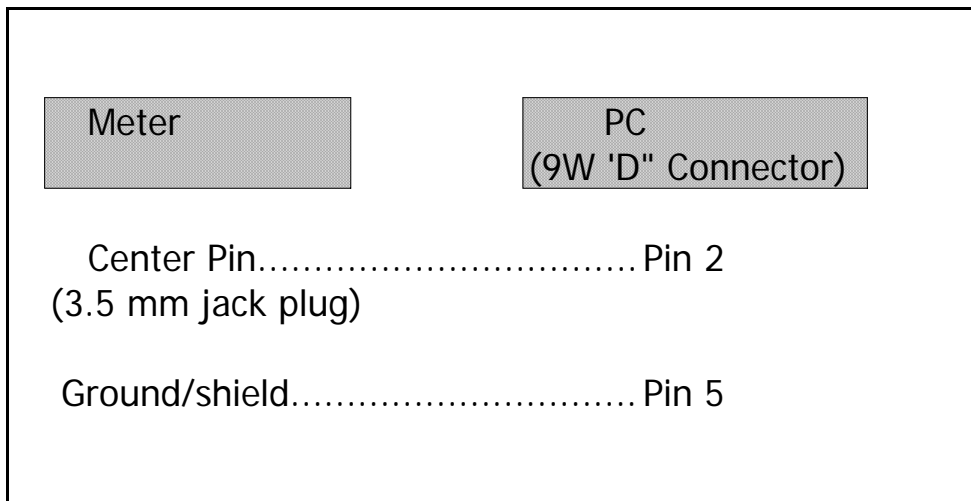 Meter
PC
(9W 'D" Connector)
Center Pin.................................. Pin 2
(3.5 mm jack plug)
Ground/shield............................... Pin 5